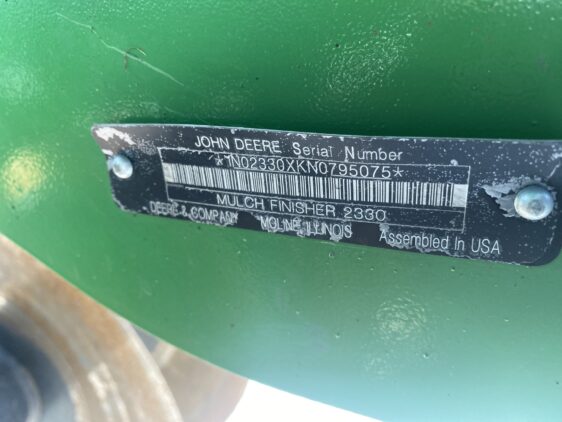 JOHN DEERE Serial Number
*1N02330XKN0795075*
MULCH FINISHER 2330
DEERE & COMPANY MOLINE ILLINOIS Assembled in USA